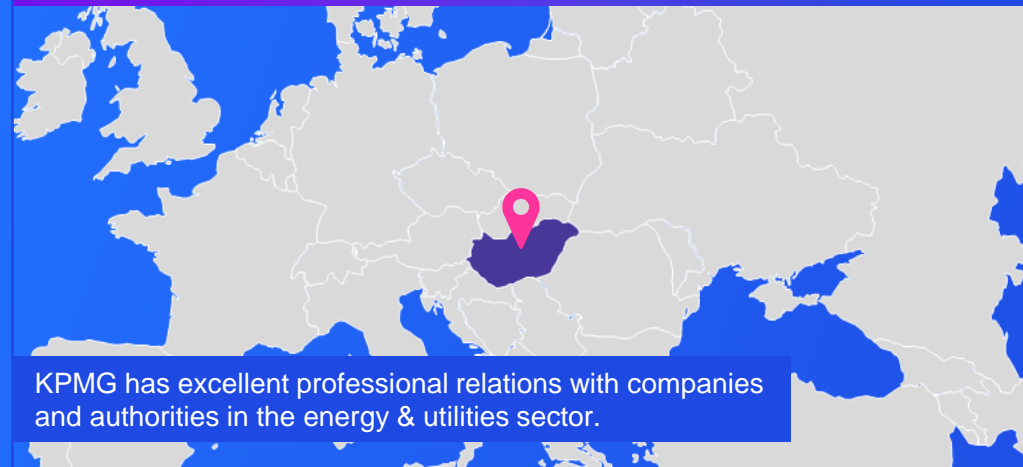 KPMG has excellent professional relations with companies
and authorities in the energy & utilities sector.